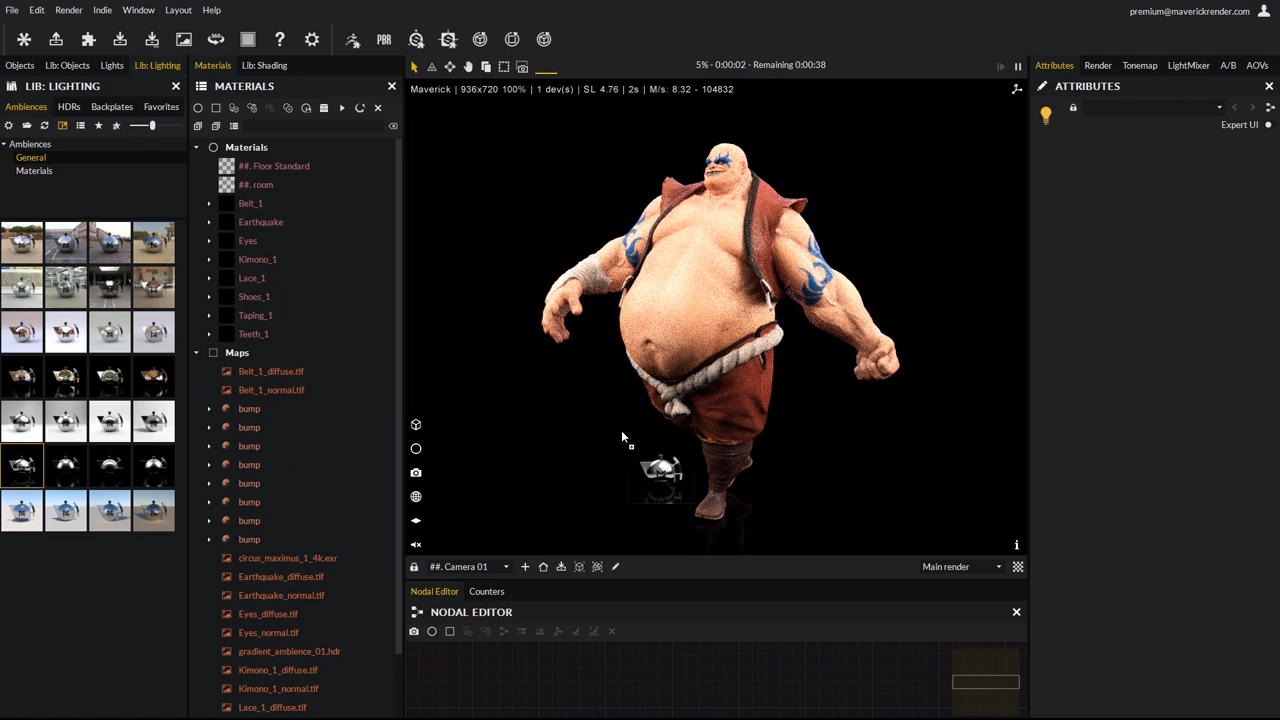 File Edit Render Indie Window Layout Help
premium@maverickrender.com
PBR
Objects Lib: Objects Lights Lib: Lighting
Materials Lib: Shading
5% - 0:00:02 - Remaining A/0:00:38
Attributes Render Tonemap LightMixer A/B AOVs
LIB: LIGHTING
MATERIALS
Maverick | 936x720 100% | 1 dev(s) | SL 4.76 | 2s | M/s: 8.32 - 104832
ATTRIBUTES
Ambiences HDRs Backplates Favorites
Expert UI
Ambiences
General
Materials
Materials
##. Floor Standard
##. room
Belt_1
Earthquake
Eyes
Kimono_1
Lace_1
Shoes_1
Taping_1
Teeth_1
Maps
Belt_1_diffuse.tif
Belt_1_normal.tif
bump
bump
bump
bump
bump
bump
bump
bump
circus_maximus_1_4k.exr
Earthquake_diffuse.tif
Earthquake_normal.tif
Eyes_diffuse.tif
Eyes_normal.tif
gradient_ambience_01.hdr
Kimono_1_diffuse.tif
Kimono_1_normal.tif
Lace_1_diffuse.tif
##. Camera 01
Main render
Nodal Editor Counters
NODAL EDITOR